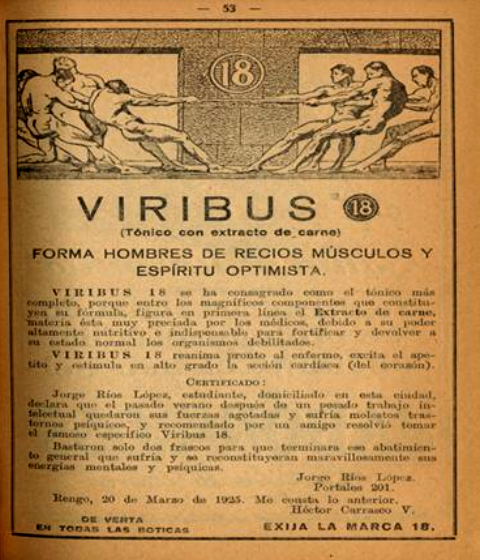 — 53 —
18
VIRIBUS 18
(Tónico con extracto de carne)
FORMA HOMBRES DE RECIOS MÚSCULOS Y
ESPÍRITU OPTIMISTA.
VIRIBUS 18 se ha consagrado como el tónico más
completo, porque entre los magníficos componentes que constitu-
yen su fórmula, figura en primera línea el Extracto de carne,
materia ésta muy preciada por los médicos, debido a su poder
altamente nutritivo e indispensable para fortificar y devolver a
su estado normal los organismos debilitados.
VIRIBUS 18 reanima pronto al enfermo, excita el ape-
tito y estimula en alto grado la acción cardíaca (del corazón).
CERTIFICADO:
Jorge Ríos López, estudiante, domiciliado en esta ciudad,
declara que el pasado verano después de un pesado trabajo in-
telectual quedaron sus fuerzas agotadas y sufría molestos tras-
tornos psíquicos, y recomendado por un amigo resolvió tomar
el famoso específico Viribus 18.
Bastaron solo dos frascos para que terminara ese abatimien-
to general que sufría y se reconstituyeran maravillosamente sus
energías mentales y psíquicas.
Jorge Ríos López.
Portales 201.
Rengo, 20 de Marzo de 1925. Me consta lo anterior.
Héctor Carrasco V.
DE VENTA
EN TODAS LAS BOTICAS
EXIJA LA MARCA 18.